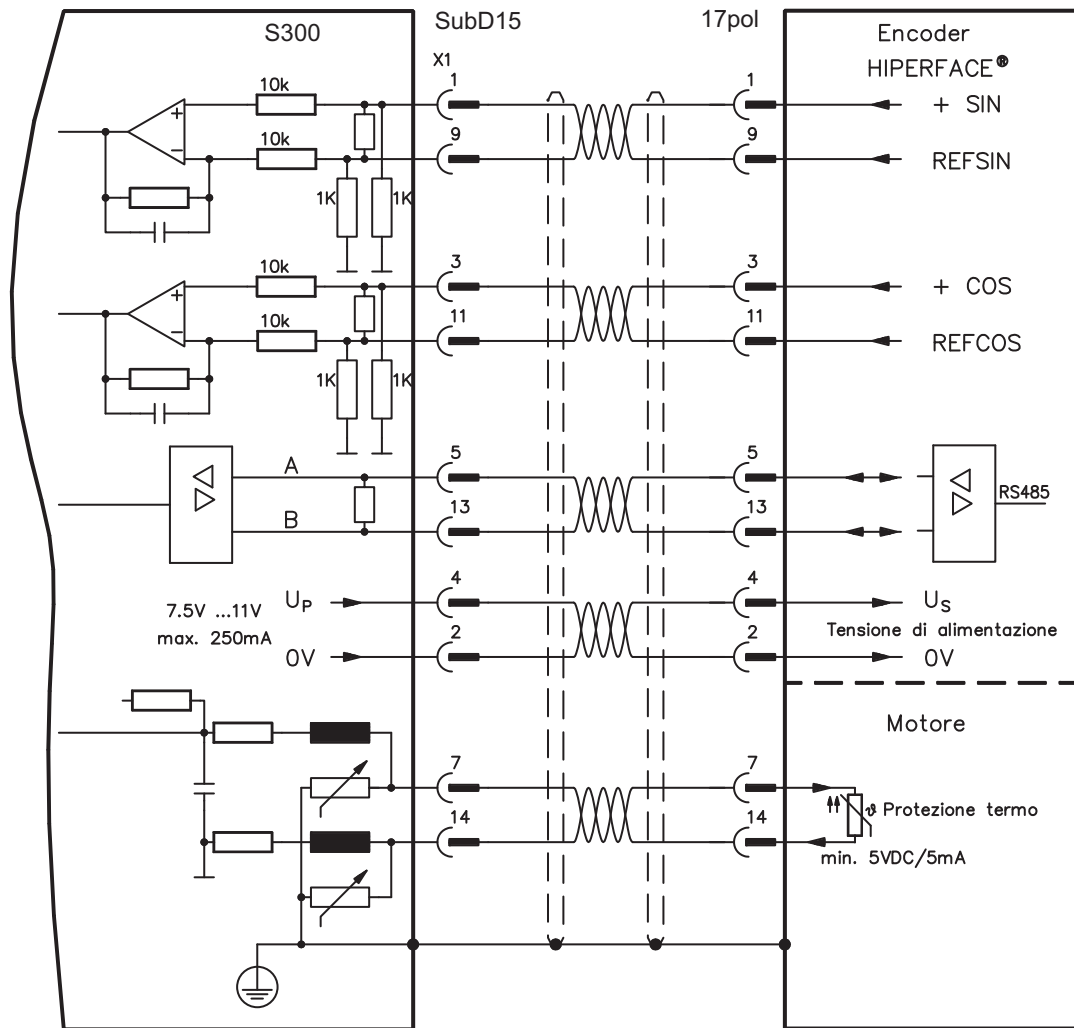 S300
SubD15
17pol
Encoder
HIPERFACE®
X1
10k
1
1
+ SIN
+
10k
9
9
REFSIN
−
1K
1K
10k
3
3
+ COS
+
10k
11
11
REFCOS
−
1K
1K
A
5
5
RS485
B
13
13
7.5V ...11V
max. 250mA
UP
4
4
US
Tensione di alimentazione
0V
2
2
0V
Motore
7
7
ϑ Protezione termo
14
14
min. 5VDC/5mA